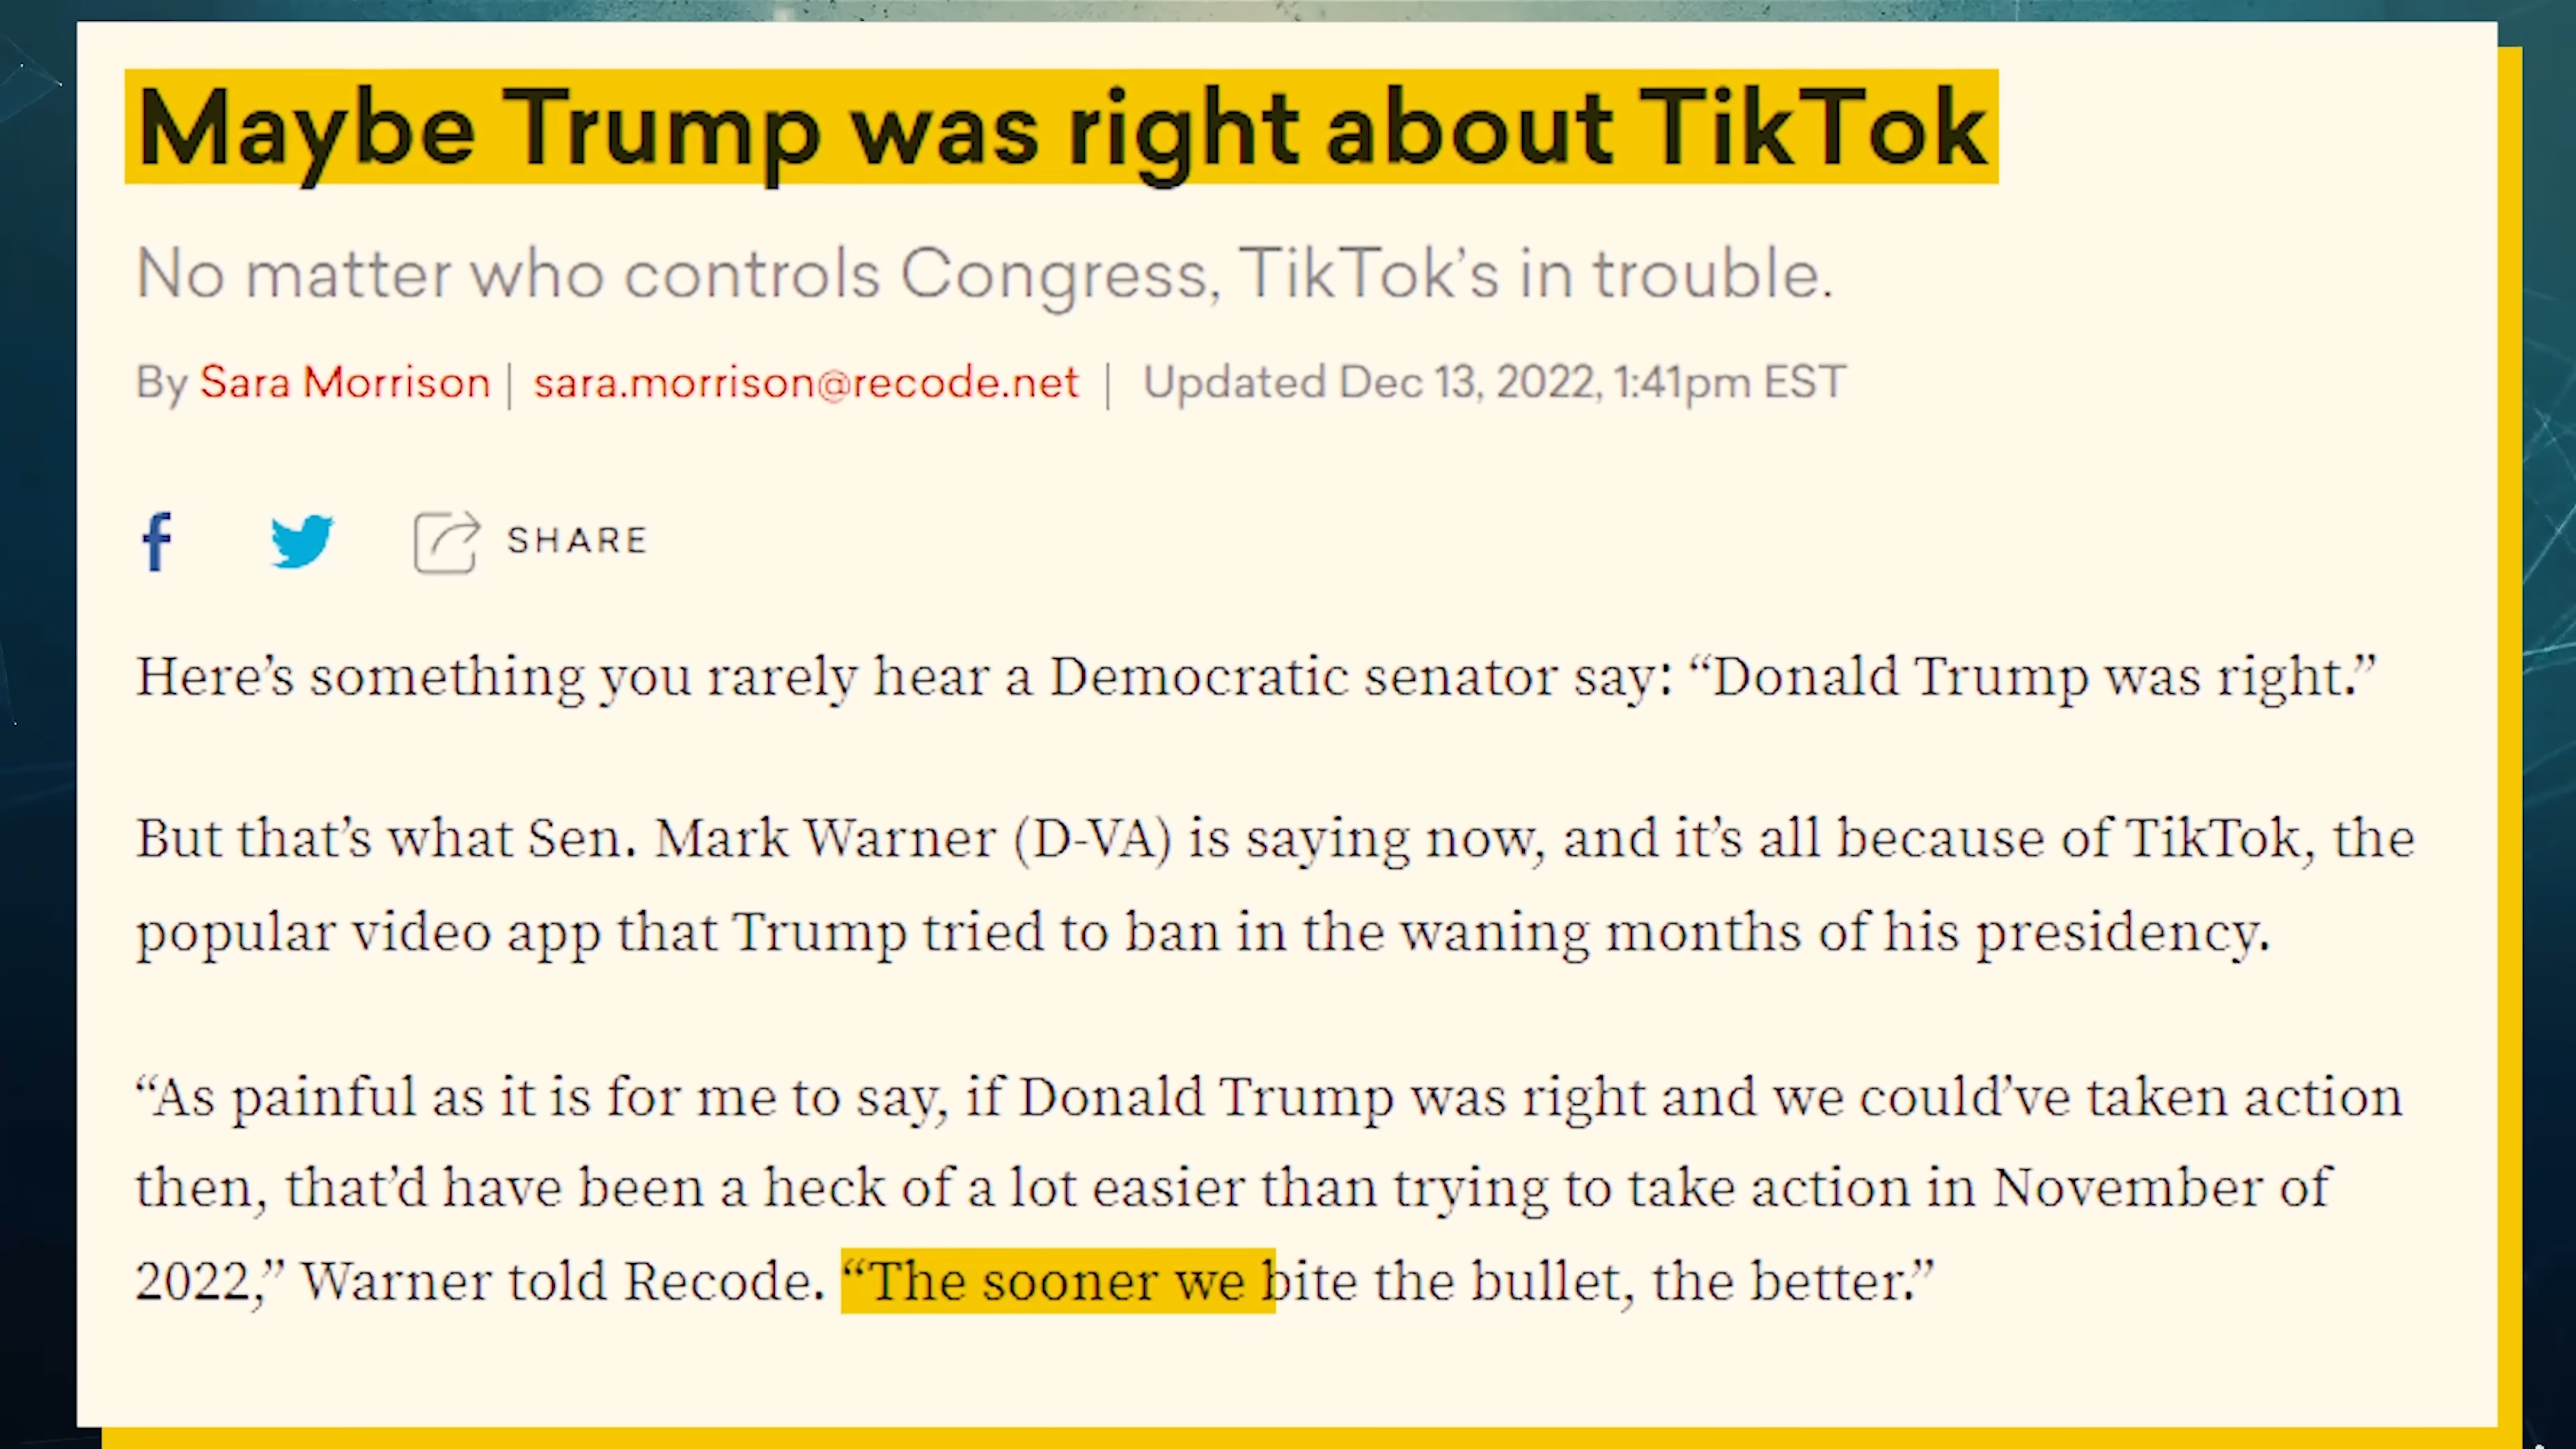 Maybe Trump was right about TikTok
No matter who controls Congress, TikTok’s in trouble.
By Sara Morrison | sara.morrison@recode.net | Updated Dec 13, 2022, 1:41pm EST
f SHARE
Here’s something you rarely hear a Democratic senator say: “Donald Trump was right.”
But that’s what Sen. Mark Warner (D-VA) is saying now, and it’s all because of TikTok, the
popular video app that Trump tried to ban in the waning months of his presidency.
“As painful as it is for me to say, if Donald Trump was right and we could’ve taken action
then, that’d have been a heck of a lot easier than trying to take action in November of
2022,” Warner told Recode. “The sooner we bite the bullet, the better.”